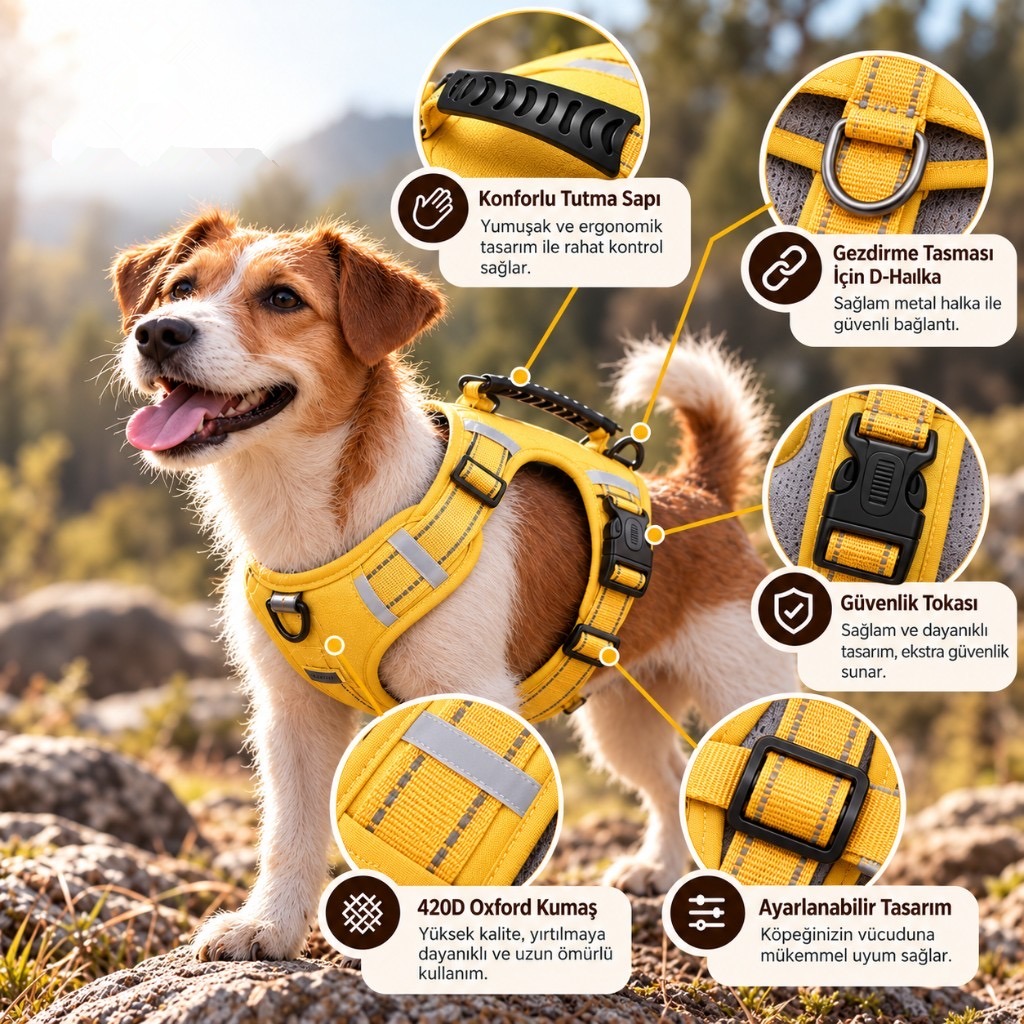 Konforlu Tutma Sapı
Yumuşak ve ergonomik
tasarım ile rahat kontrol
sağlar.
Gezdirme Tasması
İçin D-Halka
Sağlam metal halka ile
güvenli bağlantı.
Güvenlik Tokası
Sağlam ve dayanıklı
tasarım, ekstra güvenlik
sunar.
420D Oxford Kumaş
Yüksek kalite, yırtılmaya
dayanıklı ve uzun ömürlü
kullanım.
Ayarlanabilir Tasarım
Köpeğinizin vücuduna
mükemmel uyum sağlar.